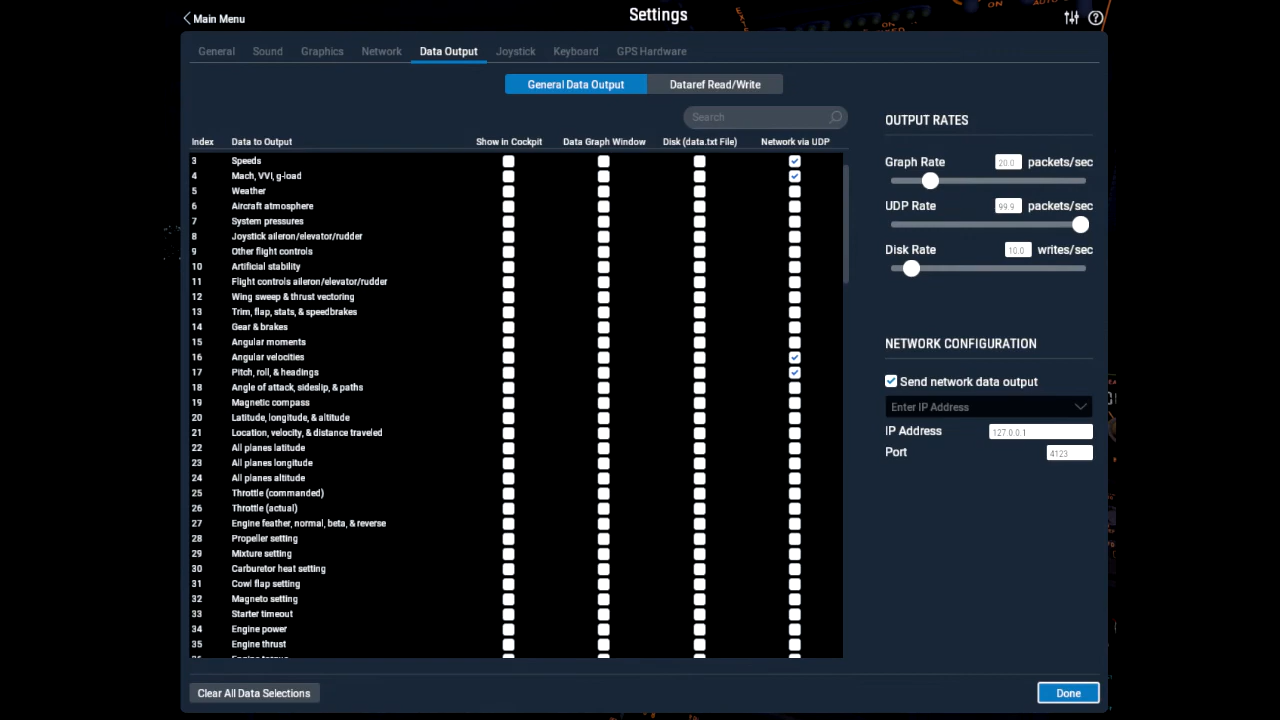 Main Menu
Settings
General Sound Graphics Network Data Output Joystick Keyboard GPS Hardware
General Data Output Dataref Read/Write
Search
Index Data to Output Show in Cockpit Data Graph Window Disk (data.txt File) Network via UDP
3 Speeds
4 Mach, VVI, g-load
5 Weather
6 Aircraft atmosphere
7 System pressures
8 Joystick aileron/elevator/rudder
9 Other flight controls
10 Artificial stability
11 Flight controls aileron/elevator/rudder
12 Wing sweep & thrust vectoring
13 Trim, flap, stats, & speedbrakes
14 Gear & brakes
15 Angular moments
16 Angular velocities
17 Pitch, roll, & headings
18 Angle of attack, sideslip, & paths
19 Magnetic compass
20 Latitude, longitude, & altitude
21 Location, velocity, & distance traveled
22 All planes latitude
23 All planes longitude
24 All planes altitude
25 Throttle (commanded)
26 Throttle (actual)
27 Engine feather, normal, beta, & reverse
28 Propeller setting
29 Mixture setting
30 Carburetor heat setting
31 Cowl flap setting
32 Magneto setting
33 Starter timeout
34 Engine power
35 Engine thrust
OUTPUT RATES
Graph Rate 20.0 packets/sec
UDP Rate 99.9 packets/sec
Disk Rate 10.0 writes/sec
NETWORK CONFIGURATION
Send network data output
Enter IP Address
IP Address 127.0.0.1
Port 4123
Clear All Data Selections
Done